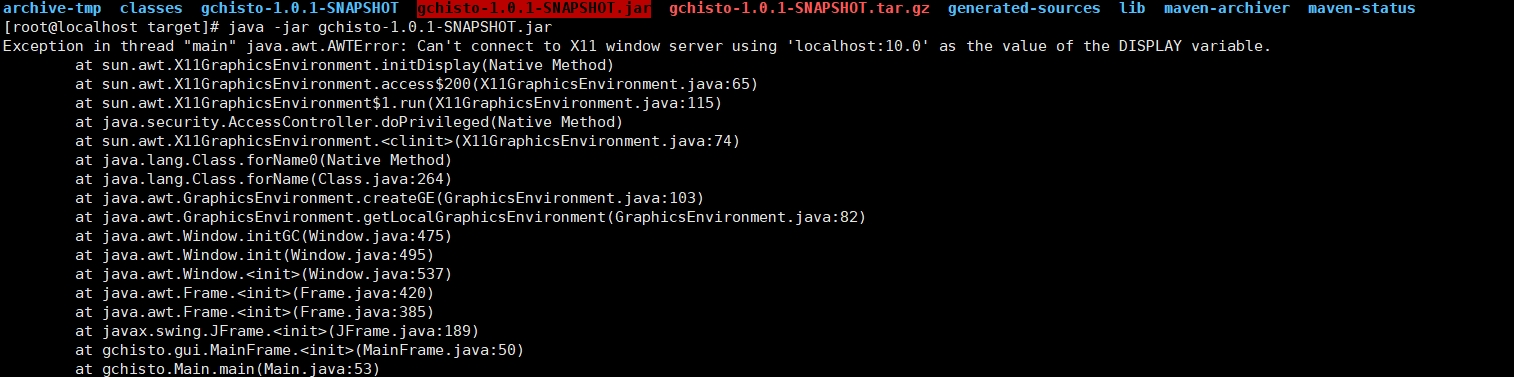 archive-tmp classes gchisto-1.0.1-SNAPSHOT gchisto-1.0.1-SNAPSHOT.jar gchisto-1.0.1-SNAPSHOT.tar.gz generated-sources lib maven-archiver maven-status
[root@localhost target]# java -jar gchisto-1.0.1-SNAPSHOT.jar
Exception in thread "main" java.awt.AWTError: Can't connect to X11 window server using 'localhost:10.0' as the value of the DISPLAY variable.
at sun.awt.X11GraphicsEnvironment.initDisplay(Native Method)
at sun.awt.X11GraphicsEnvironment.access$200(X11GraphicsEnvironment.java:65)
at sun.awt.X11GraphicsEnvironment$1.run(X11GraphicsEnvironment.java:115)
at java.security.AccessController.doPrivileged(Native Method)
at sun.awt.X11GraphicsEnvironment.<clinit>(X11GraphicsEnvironment.java:74)
at java.lang.Class.forName0(Native Method)
at java.lang.Class.forName(Class.java:264)
at java.awt.GraphicsEnvironment.createGE(GraphicsEnvironment.java:103)
at java.awt.GraphicsEnvironment.getLocalGraphicsEnvironment(GraphicsEnvironment.java:82)
at java.awt.Window.initGC(Window.java:475)
at java.awt.Window.init(Window.java:495)
at java.awt.Window.<init>(Window.java:537)
at java.awt.Frame.<init>(Frame.java:420)
at java.awt.Frame.<init>(Frame.java:385)
at javax.swing.JFrame.<init>(JFrame.java:189)
at gchisto.gui.MainFrame.<init>(MainFrame.java:50)
at gchisto.Main.main(Main.java:53)